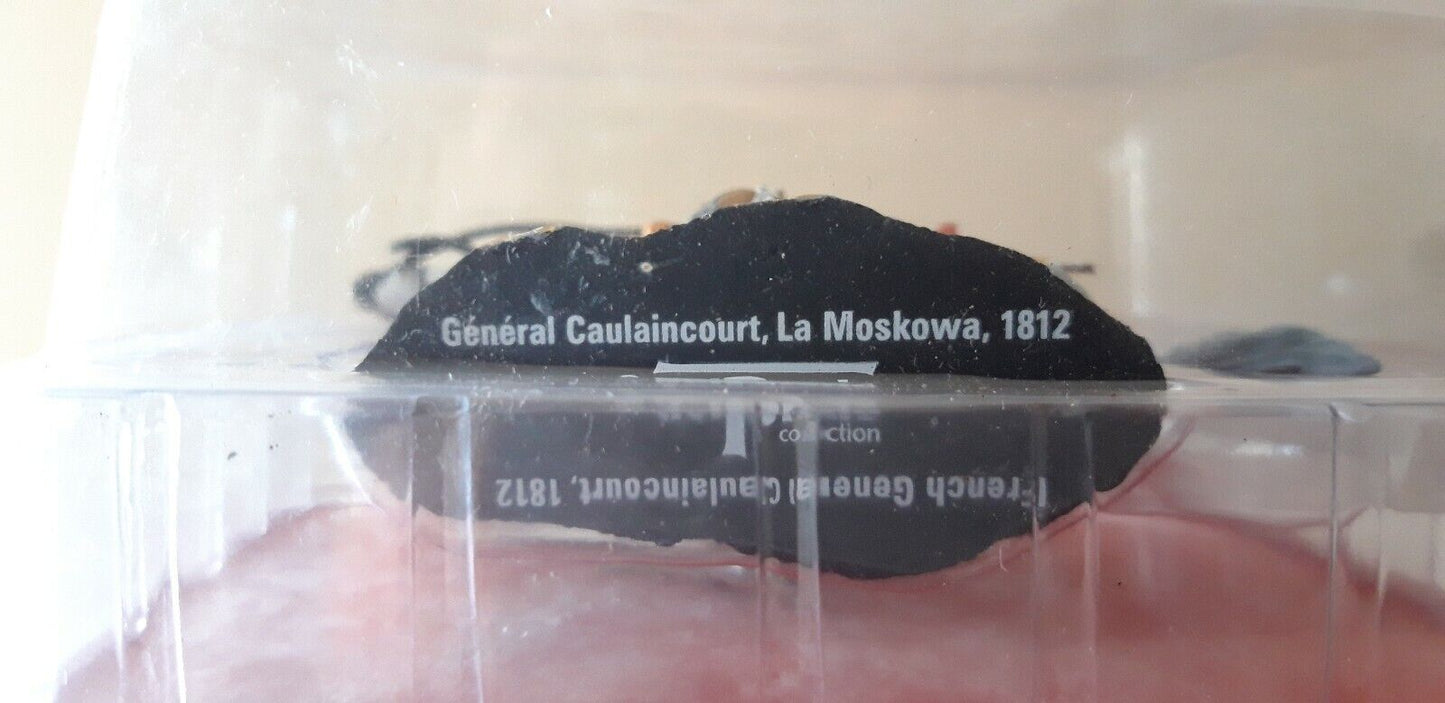 Général Caulaincourt, La Moskowa, 1812
collection
French General Caulaincourt, 1812